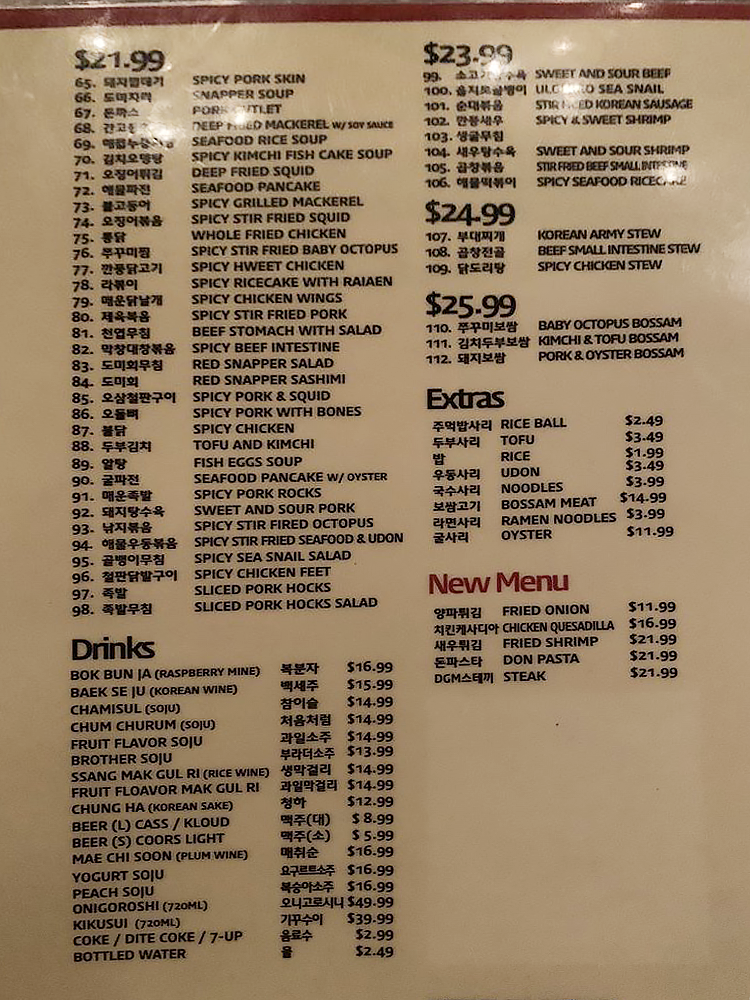 $21.99
65. 돼지껍데기 SPICY PORK SKIN
66. 도미지리 SNAPPER SOUP
67. 돈까스 PORK CUTLET
68. DEEP FRIED MACKEREL W/ SOY SAUCE
69. SEAFOOD RICE SOUP
70. 김치오뎅탕 SPICY KIMCHI FISH CAKE SOUP
71. 오징어튀김 DEEP FRIED SQUID
72. 해물파전 SEAFOOD PANCAKE
73. 불고등어 SPICY GRILLED MACKEREL
74. 오징어볶음 SPICY STIR FRIED SQUID
75. 통닭 WHOLE FRIED CHICKEN
76. 쭈꾸미찜 SPICY STIR FRIED BABY OCTOPUS
77. 깐풍닭고기 SPICY HWEET CHICKEN
78. 라볶이 SPICY RICECAKE WITH RAIAEN
79. 매운닭날개 SPICY CHICKEN WINGS
80. 제육볶음 SPICY STIR FRIED PORK
81. 천엽무침 BEEF STOMACH WITH SALAD
82. 막창대창볶음 SPICY BEEF INTESTINE
83. 도미회무침 RED SNAPPER SALAD
84. 도미회 RED SNAPPER SASHIMI
85. 오삼철판구이 SPICY PORK & SQUID
86. 오돌뼈 SPICY PORK WITH BONES
87. 불닭 SPICY CHICKEN
88. 두부김치 TOFU AND KIMCHI
89. 알탕 FISH EGGS SOUP
90. 굴파전 SEAFOOD PANCAKE W/ OYSTER
91. 매운족발 SPICY PORK ROCKS
92. 돼지탕수육 SWEET AND SOUR PORK
93. 낚지볶음 SPICY STIR FIRED OCTOPUS
94. 해물우동볶음 SPICY STIR FRIED SEAFOOD & UDON
95. 골뱅이무침 SPICY SEA SNAIL SALAD
96. 철판닭발구이 SPICY CHICKEN FEET
97. 족발 SLICED PORK HOCKS
98. 족발무침 SLICED PORK HOCKS SALAD
Drinks
BOK BUN JA (RASPBERRY MINE) 복분자 $16.99
BAEK SE JU (KOREAN WINE) 백세주 $15.99
CHAMISUL (SOJU) 참이슬 $14.99
CHUM CHURUM (SOJU) 처음처럼 $14.99
FRUIT FLAVOR SOJU 과일소주 $14.99
BROTHER SOJU 부라더소주 $13.99
SSANG MAK GUL RI (RICE WINE) 생막걸리 $14.99
FRUIT FLOAVOR MAK GUL RI 과일막걸리 $14.99
CHUNG HA (KOREAN SAKE) 청하 $12.99
BEER (L) CASS / KLOUD 맥주(대) $ 8.99
BEER (S) COORS LIGHT 맥주(소) $ 5.99
MAE CHI SOON (PLUM WINE) 매취순 $16.99
YOGURT SOJU 요구르트소주 $16.99
PEACH SOJU 복숭아소주 $16.99
ONIGOROSHI (720ML) 오니고로시니 $49.99
KIKUSUI (720ML) 가꾸수이 $39.99
COKE / DITE COKE / 7-UP 음료수 $2.99
BOTTLED WATER 물 $2.49
$23.99
99. SWEET AND SOUR BEEF
100. 을지로골뱅이 SEA SNAIL
101. 순대볶음 STIR FRIED KOREAN SAUSAGE
102. 깐풍새우 SPICY & SWEET SHRIMP
103. 생굴무침
104. 새우탕수육 SWEET AND SOUR SHRIMP
105. 곱창볶음 STIR FRIED BEEF SMALL INTESTINE
106. 해물떡볶이 SPICY SEAFOOD RICECAKE
$24.99
107. 부대찌개 KOREAN ARMY STEW
108. 곱창전골 BEEF SMALL INTESTINE STEW
109. 닭도리탕 SPICY CHICKEN STEW
$25.99
110. 쭈꾸미보쌈 BABY OCTOPUS BOSSAM
111. 김치두부보쌈 KIMCHI & TOFU BOSSAM
112. 돼지보쌈 PORK & OYSTER BOSSAM
Extras
주먹밥사리 RICE BALL $2.49
두부사리 TOFU $3.49
밥 RICE $1.99
우동사리 UDON $3.49
국수사리 NOODLES $3.99
보쌈고기 BOSSAM MEAT $14.99
라면사리 RAMEN NOODLES $3.99
굴사리 OYSTER $11.99
New Menu
양파튀김 FRIED ONION $11.99
치킨케사디아 CHICKEN QUESADILLA $16.99
새우튀김 FRIED SHRIMP $21.99
돈파스타 DON PASTA $21.99
DGM스테끼 STEAK $21.99